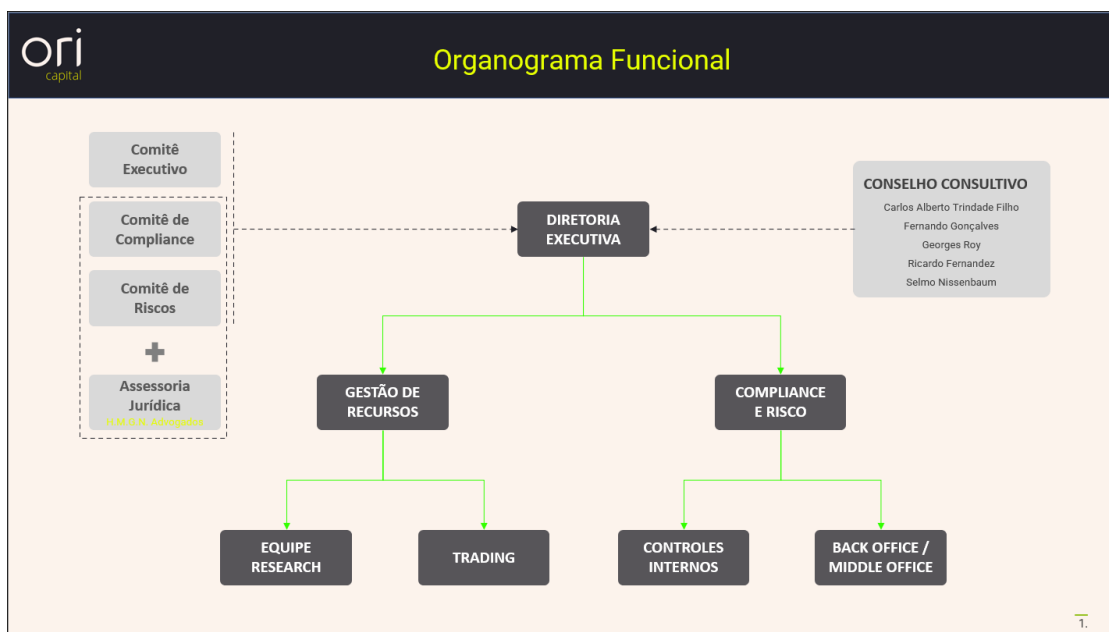 ori
capital
Organograma Funcional
Comitê
Executivo
Comitê de
Compliance
Comitê de
Riscos
Assessoria
Jurídica
Advogados
DIRETORIA
EXECUTIVA
CONSELHO CONSULTIVO
Carlos Alberto Trindade Filho
Fernando Gonçalves
Georges Roy
Ricardo Fernandez
Selmo Nissenbaum
GESTÃO DE
RECURSOS
COMPLIANCE
E RISCO
EQUIPE
RESEARCH
TRADING
CONTROLES
INTERNOS
BACK OFFICE /
MIDDLE OFFICE
1.